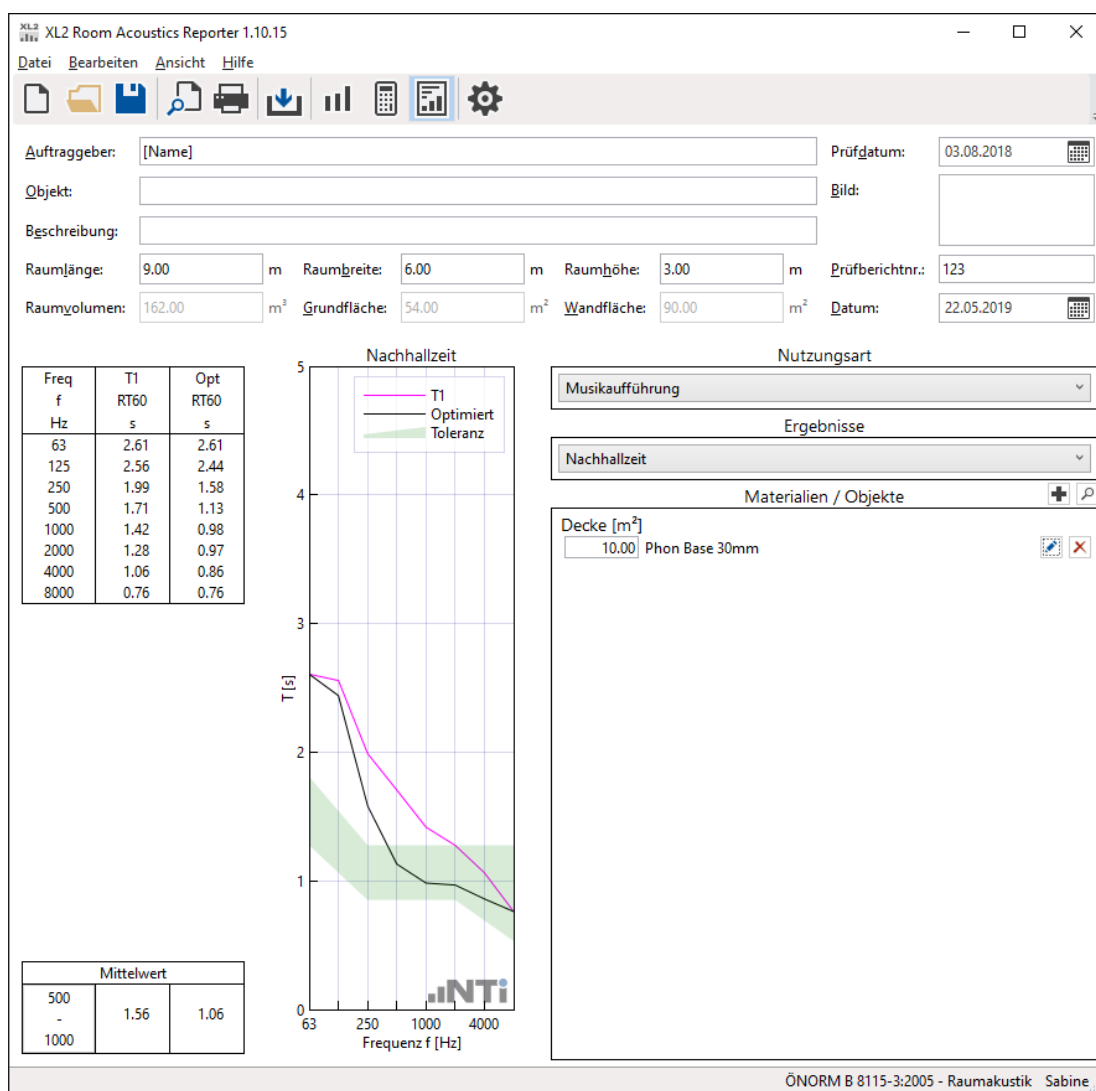 XL2 Room Acoustics Reporter 1.10.15
Datei Bearbeiten Ansicht Hilfe
Auftraggeber: [Name] Prüfdatum: 03.08.2018
Objekt: Bild:
Beschreibung:
Raumlänge: 9.00 m Raumbreite: 6.00 m Raumhöhe: 3.00 m Prüfberichtnr.: 123
Raumvolumen: 162.00 m³ Grundfläche: 54.00 m² Wandfläche: 90.00 m² Datum: 22.05.2019
Freq T1 Opt
f RT60 RT60
Hz s s
63 2.61 2.61
125 2.56 2.44
250 1.99 1.58
500 1.71 1.13
1000 1.42 0.98
2000 1.28 0.97
4000 1.06 0.86
8000 0.76 0.76
Mittelwert
500 - 1000 1.56 1.06
Nachhallzeit
T1
Optimiert
Toleranz
5
4
3
2
1
0
T [s]
63 250 1000 4000
Frequenz f [Hz]
NTi
Nutzungsart
Musikaufführung
Ergebnisse
Nachhallzeit
Materialien / Objekte
Decke [m²]
10.00 Phon Base 30mm
ÖNORM B 8115-3:2005 - Raumakustik Sabine